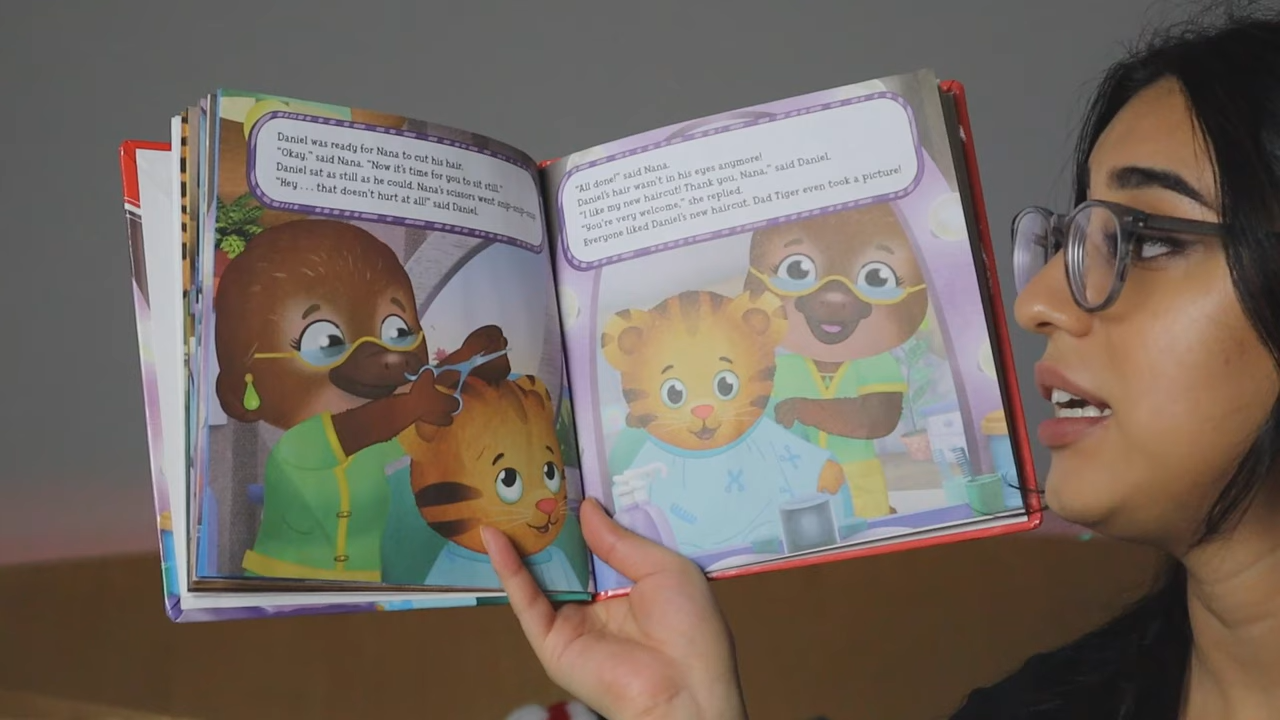 Daniel was ready for Nana to cut his hair.
"Okay," said Nana. "Now it's time for you to sit still."
Daniel sat as still as he could. Nana's scissors went snip-snip-snip.
"Hey . . . that doesn't hurt at all!" said Daniel.
"All done!" said Nana.
Daniel's hair wasn't in his eyes anymore!
"I like my new haircut! Thank you, Nana," said Daniel.
"You're very welcome," she replied.
Everyone liked Daniel's new haircut. Dad Tiger even took a picture!